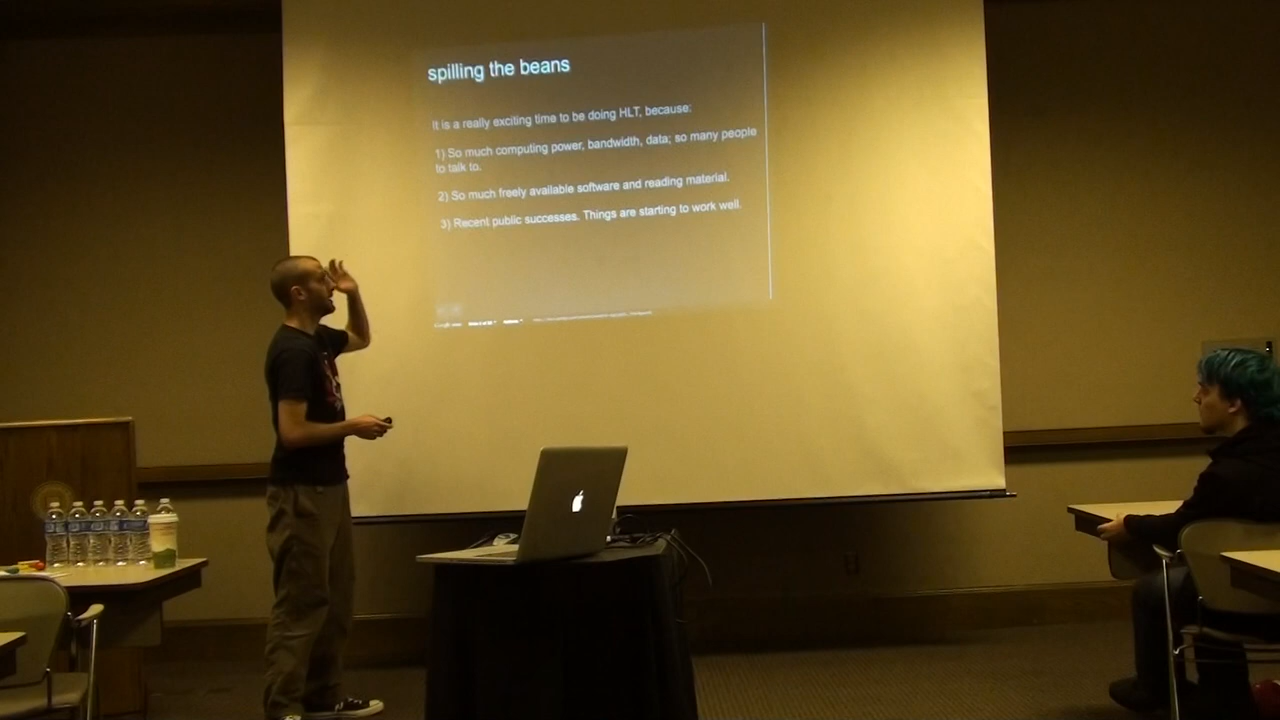 spilling the beans
It is a really exciting time to be doing HLT, because:
1) So much computing power, bandwidth, data; so many people
to talk to.
2) So much freely available software and reading material.
3) Recent public successes. Things are starting to work well.